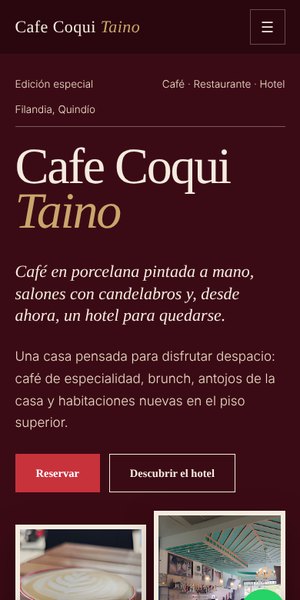 Cafe Coqui Taino
Edición especial
Café · Restaurante · Hotel
Filandia, Quindío
Cafe Coqui
Taino
Café en porcelana pintada a mano,
salones con candelabros y, desde
ahora, un hotel para quedarse.
Una casa pensada para disfrutar despacio:
café de especialidad, brunch, antojos de la
casa y habitaciones nuevas en el piso
superior.
Reservar
Descubrir el hotel